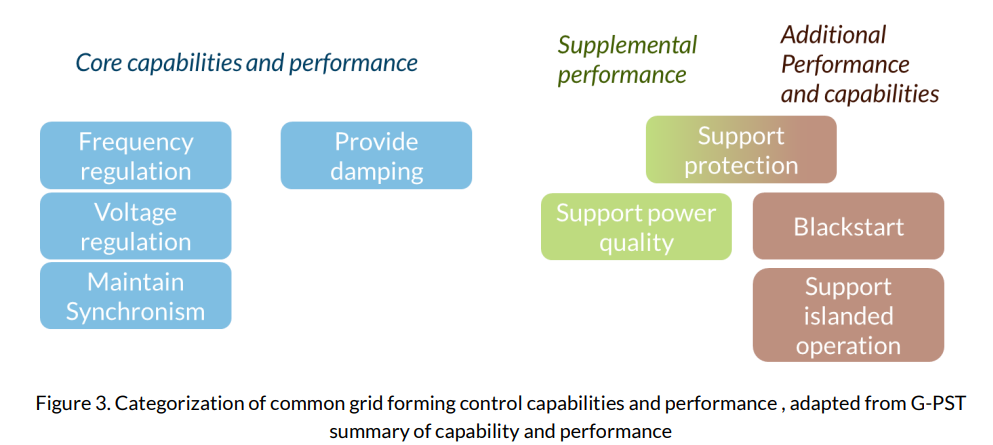 Core capabilities and performance
Supplemental
performance
Additional
Performance
and capabilities
Frequency
regulation
Voltage
regulation
Maintain
Synchronism
Provide
damping
Support
protection
Support power
quality
Blackstart
Support
islanded
operation
Figure 3. Categorization of common grid forming control capabilities and performance , adapted from G-PST
summary of capability and performance